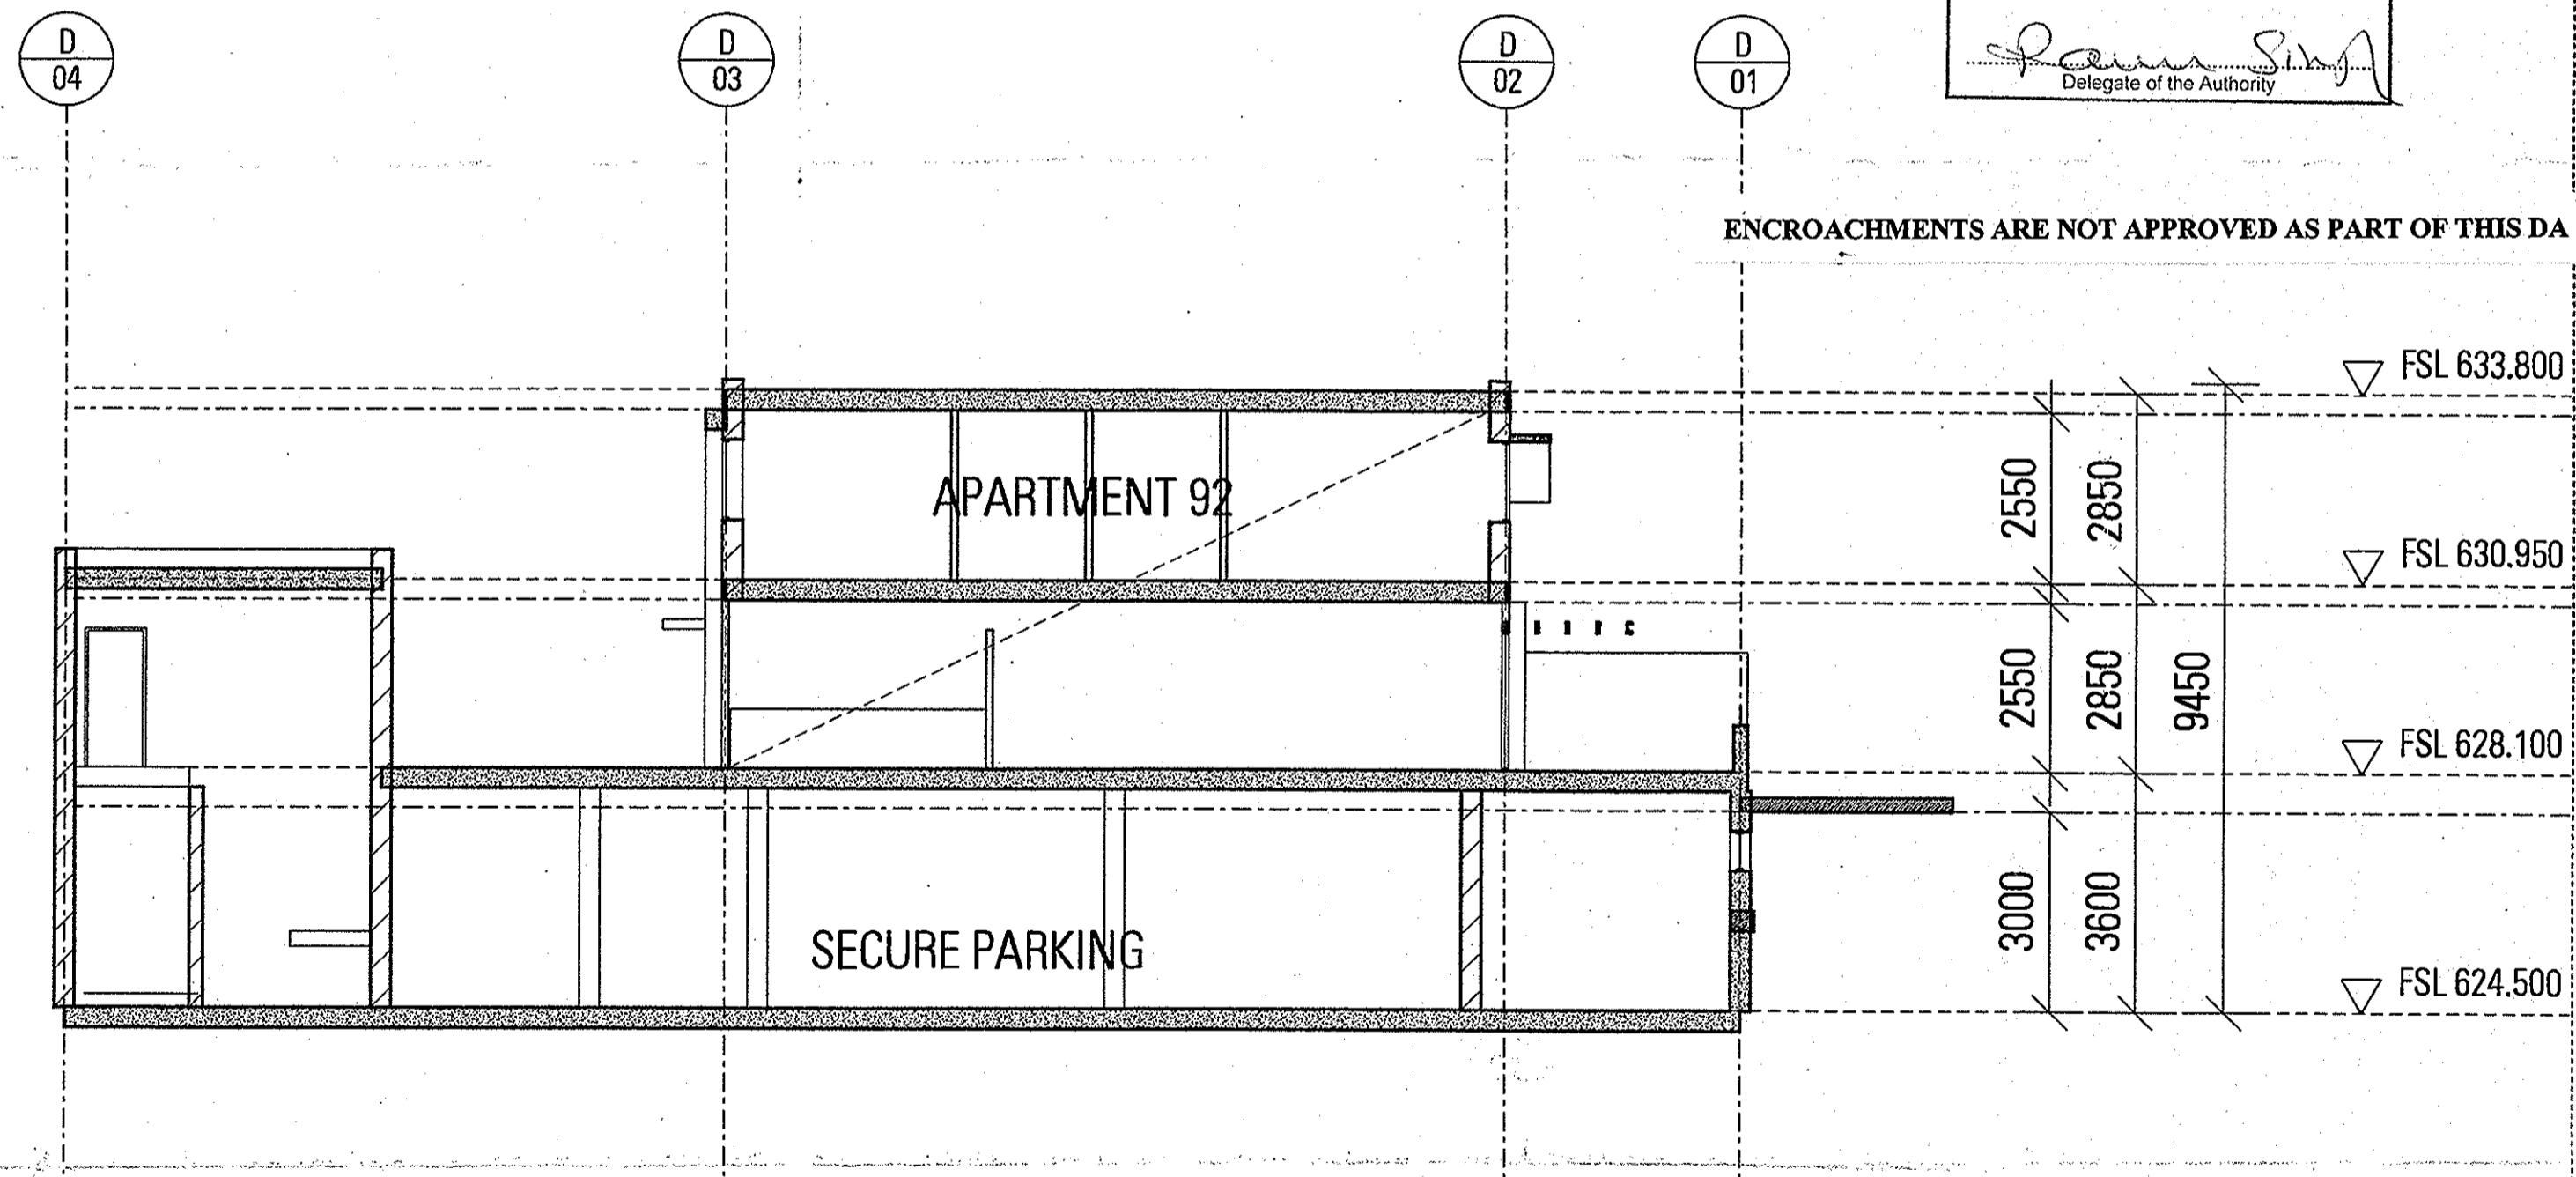 D
04
D
03
D
02
D
01
Delegate of the Authority
ENCROACHMENTS ARE NOT APPROVED AS PART OF THIS DA
FSL 633.800
2550
2850
APARTMENT 92
FSL 630.950
2550
2850
9450
FSL 628.100
3000
3600
SECURE PARKING
FSL 624.500